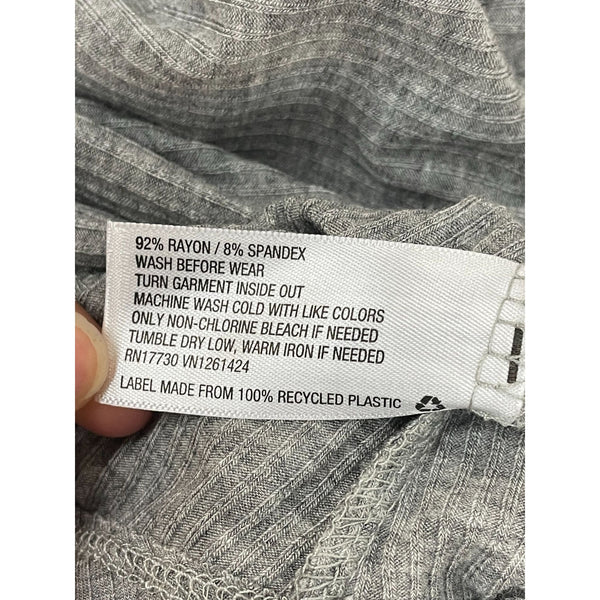 92% RAYON / 8% SPANDEX
WASH BEFORE WEAR
TURN GARMENT INSIDE OUT
MACHINE WASH COLD WITH LIKE COLORS
ONLY NON-CHLORINE BLEACH IF NEEDED
TUMBLE DRY LOW, WARM IRON IF NEEDED
RN17730 VN1261424
LABEL MADE FROM 100% RECYCLED PLASTIC